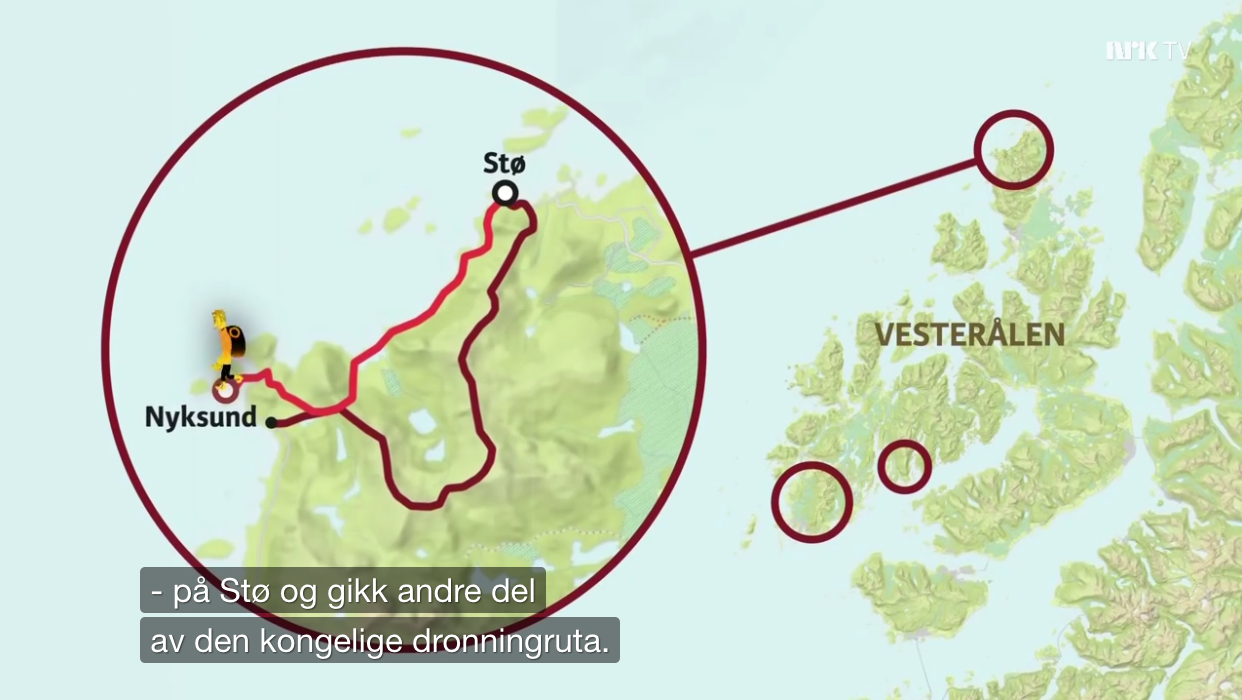 NRK TV
Stø
VESTERÅLEN
Nyksund
- på Stø og gikk andre del
av den kongelige dronningruta.